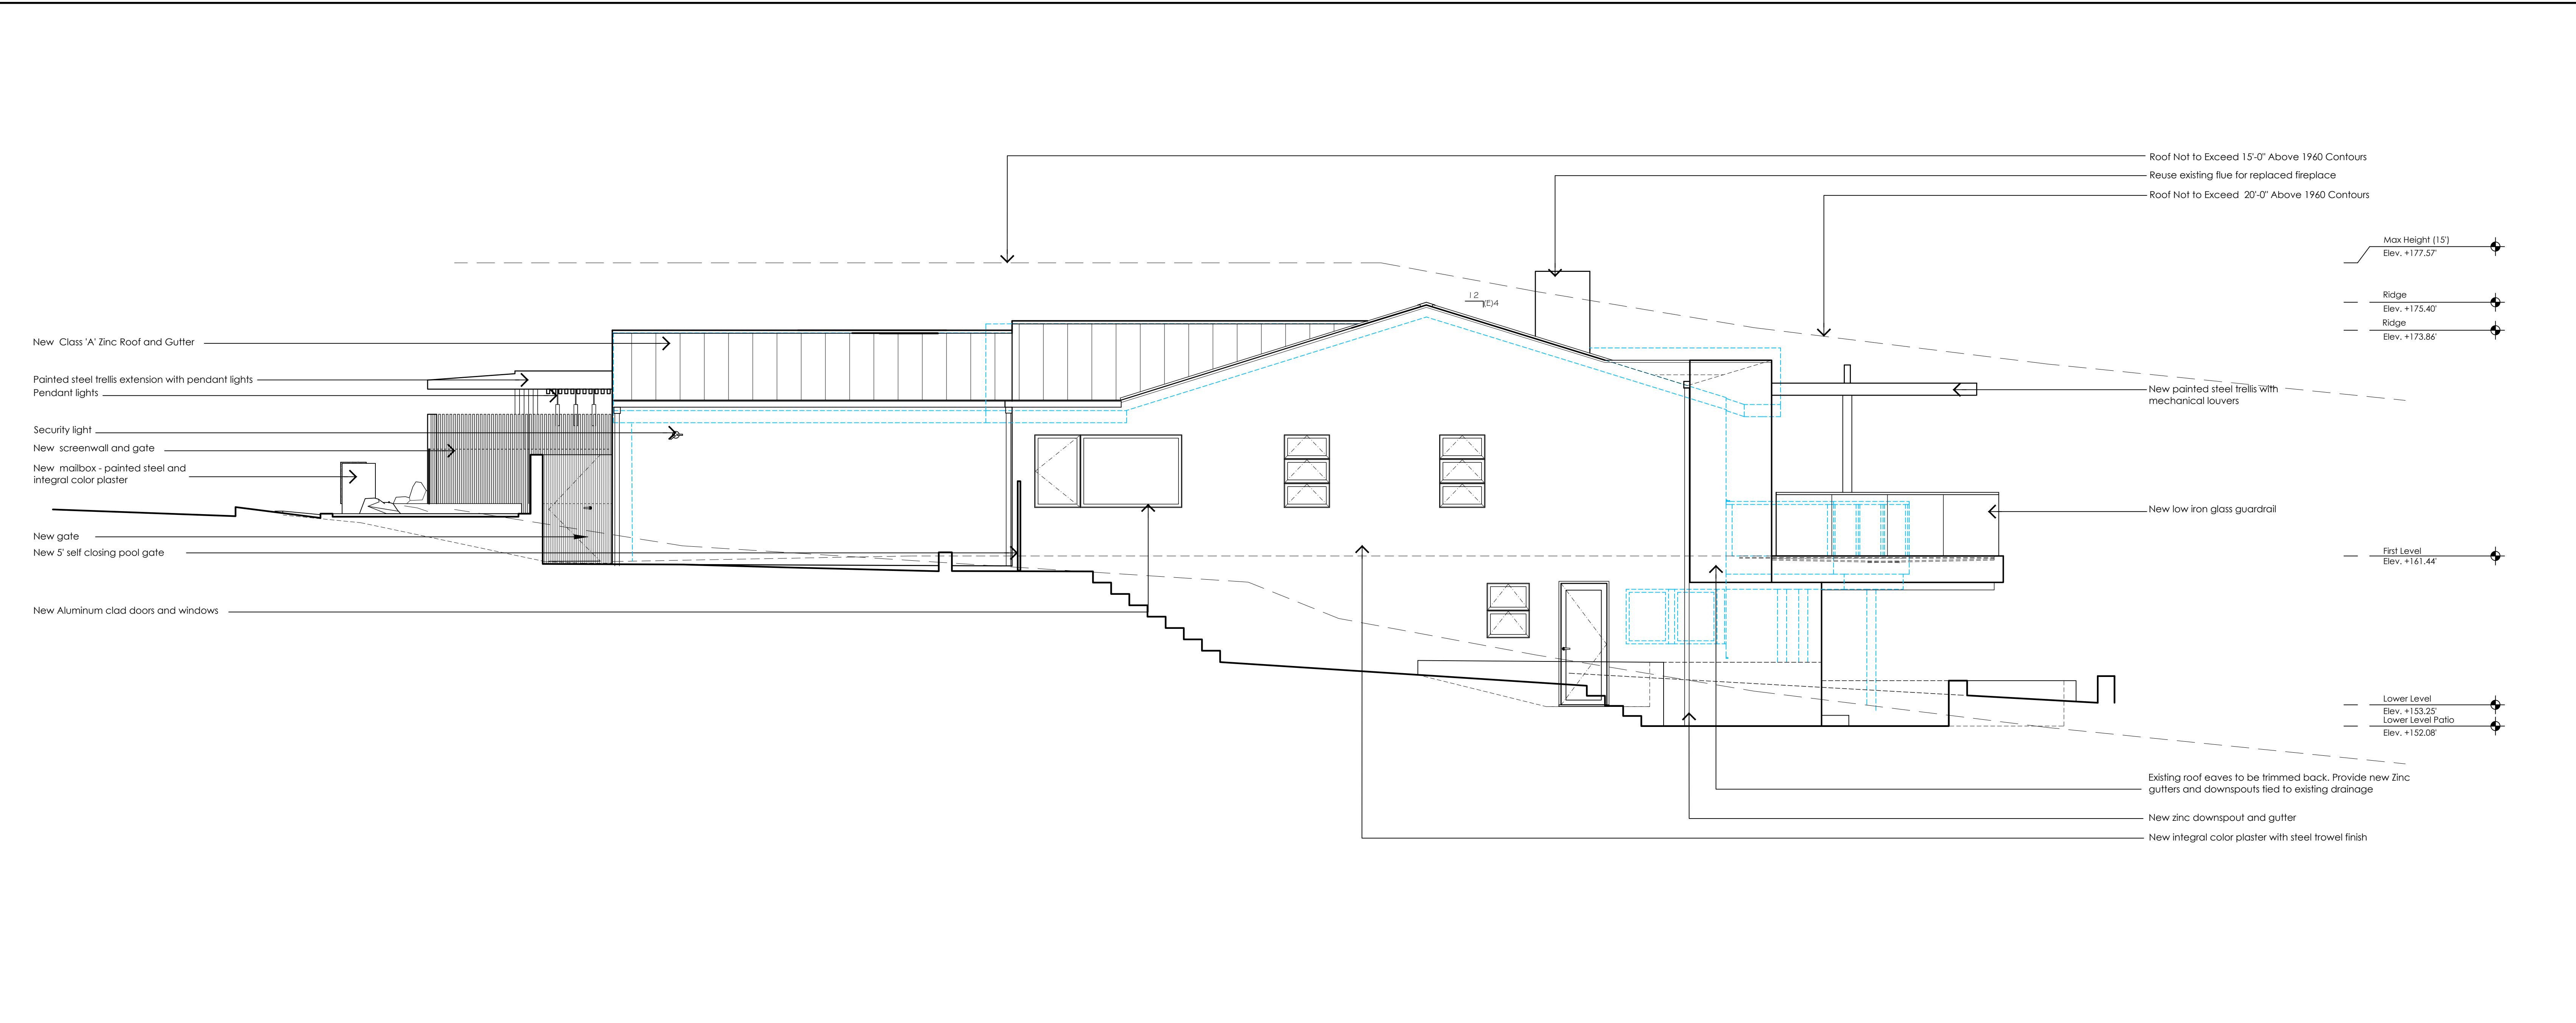 Roof Not to Exceed 15'-0" Above 1960 Contours
Reuse existing flue for replaced fireplace
Roof Not to Exceed 20'-0" Above 1960 Contours
Max Height (15')
Elev. +177.57'
Ridge
Elev. +175.40'
Ridge
Elev. +173.86'
12
(E)4
New Class 'A' Zinc Roof and Gutter
Painted steel trellis extension with pendant lights
Pendant lights
Security light
New screenwall and gate
New mailbox - painted steel and
integral color plaster
New gate
New 5' self closing pool gate
New Aluminum clad doors and windows
New painted steel trellis with
mechanical louvers
New low iron glass guardrail
First Level
Elev. +161.44'
Lower Level
Elev. +153.25'
Lower Level Patio
Elev. +152.08'
Existing roof eaves to be trimmed back. Provide new Zinc
gutters and downspouts tied to existing drainage
New zinc downspout and gutter
New integral color plaster with steel trowel finish